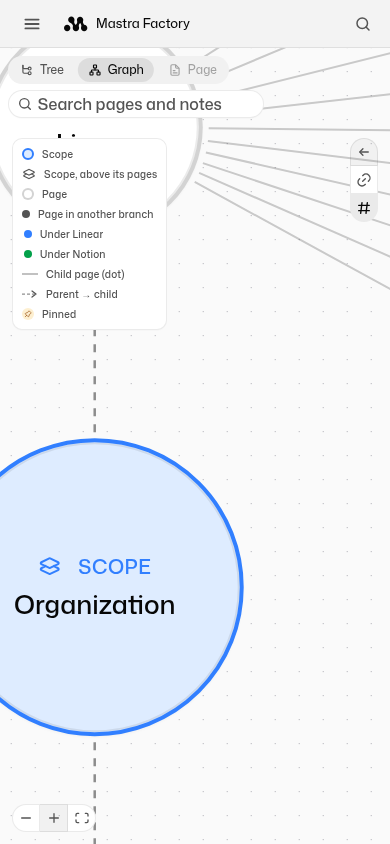 Mastra Factory
Tree
Graph
Page
Search pages and notes
Scope
Scope, above its pages
Page
Page in another branch
Under Linear
Under Notion
Child page (dot)
Parent → child
Pinned
#
SCOPE
Organization